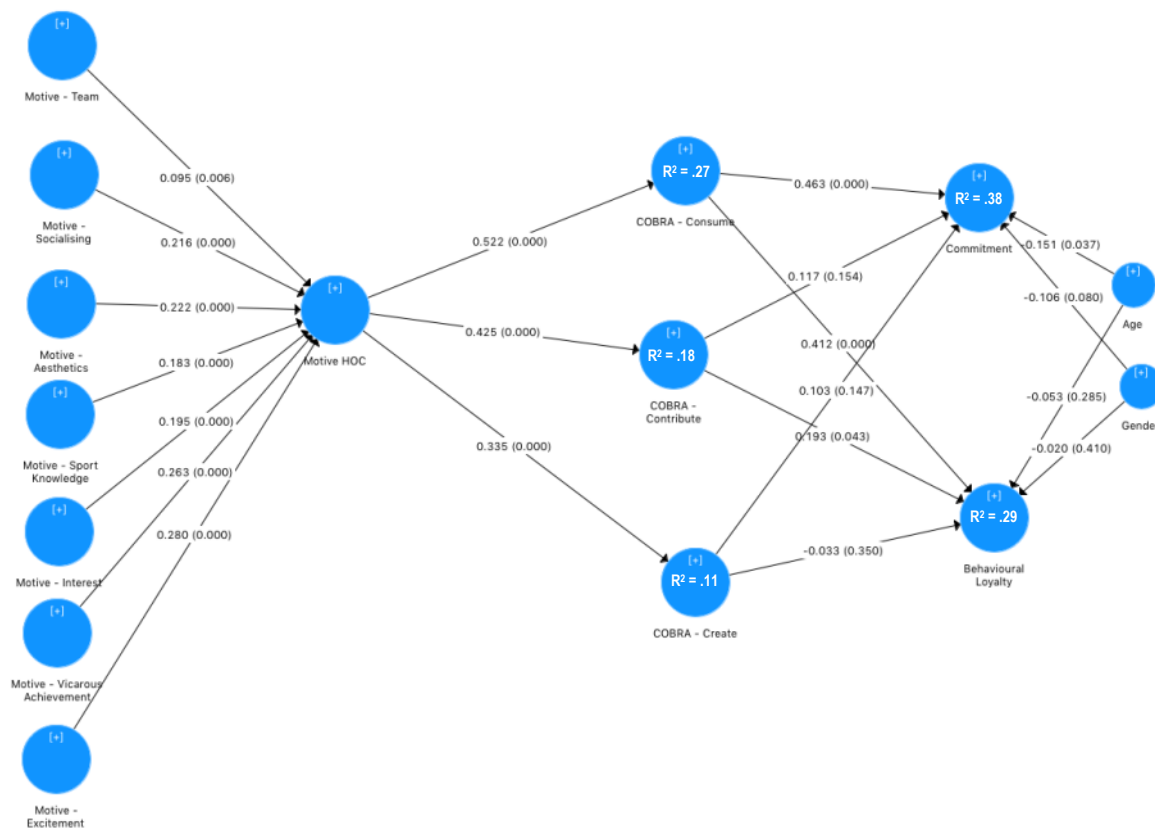 [+]
Motive - Team
[+]
Motive -
Socialising
[+]
Motive -
Aesthetics
[+]
Motive - Sport
Knowledge
[+]
Motive - Interest
[+]
Motive - Vicarous
Achievement
[+]
Motive -
Excitement
0.095 (0.006)
0.216 (0.000)
0.222 (0.000)
0.183 (0.000)
0.195 (0.000)
0.263 (0.000)
0.280 (0.000)
[+]
Motive HOC
0.522 (0.000)
0.425 (0.000)
0.335 (0.000)
[+]
R² = .27
COBRA - Consume
[+]
R² = .18
COBRA -
Contribute
[+]
R² = .11
COBRA - Create
0.463 (0.000)
0.117 (0.154)
0.412 (0.000)
0.103 (0.147)
0.193 (0.043)
-0.033 (0.350)
[+]
R² = .38
Commitment
[+]
R² = .29
Behavioural
Loyalty
-0.151 (0.037)
-0.106 (0.080)
-0.053 (0.285)
-0.020 (0.410)
[+]
Age
[+]
Gende